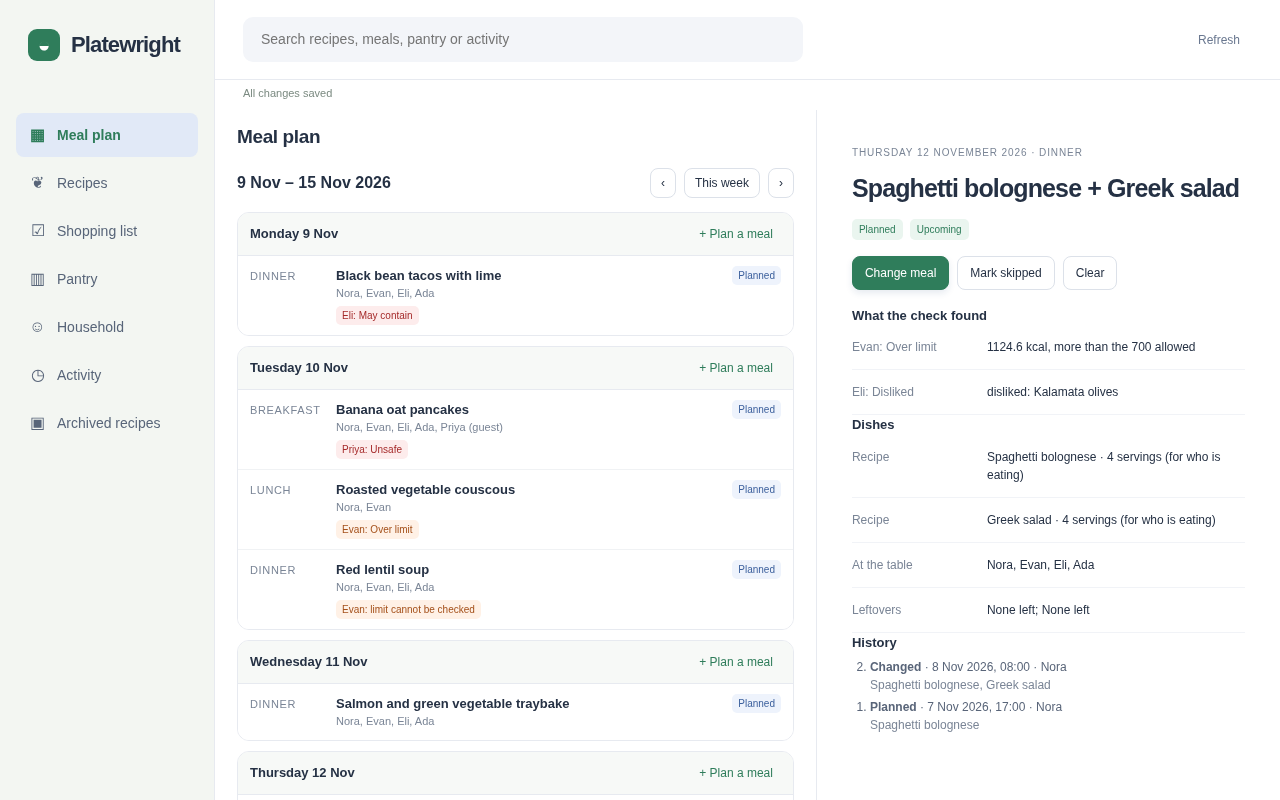 Platewright
Meal plan
Recipes
Shopping list
Pantry
Household
Activity
Archived recipes
Search recipes, meals, pantry or activity
Refresh
All changes saved
Meal plan
9 Nov – 15 Nov 2026
‹ This week ›
Monday 9 Nov + Plan a meal
DINNER Black bean tacos with lime Planned
Nora, Evan, Eli, Ada
Eli: May contain
Tuesday 10 Nov + Plan a meal
BREAKFAST Banana oat pancakes Planned
Nora, Evan, Eli, Ada, Priya (guest)
Priya: Unsafe
LUNCH Roasted vegetable couscous Planned
Nora, Evan
Evan: Over limit
DINNER Red lentil soup Planned
Nora, Evan, Eli, Ada
Evan: limit cannot be checked
Wednesday 11 Nov + Plan a meal
DINNER Salmon and green vegetable traybake Planned
Nora, Evan, Eli, Ada
Thursday 12 Nov + Plan a meal
THURSDAY 12 NOVEMBER 2026 · DINNER
Spaghetti bolognese + Greek salad
Planned Upcoming
Change meal Mark skipped Clear
What the check found
Evan: Over limit 1124.6 kcal, more than the 700 allowed
Eli: Disliked disliked: Kalamata olives
Dishes
Recipe Spaghetti bolognese · 4 servings (for who is
eating)
Recipe Greek salad · 4 servings (for who is eating)
At the table Nora, Evan, Eli, Ada
Leftovers None left; None left
History
2. Changed · 8 Nov 2026, 08:00 · Nora
Spaghetti bolognese, Greek salad
1. Planned · 7 Nov 2026, 17:00 · Nora
Spaghetti bolognese